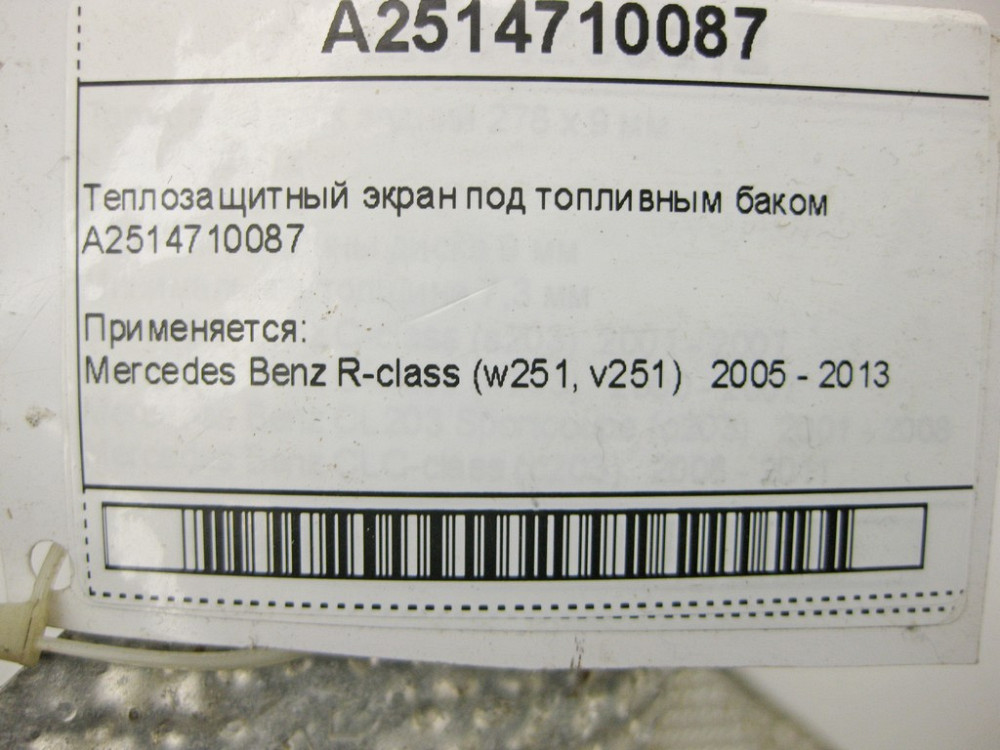 A2514710087
Теплозащитный экран под топливным баком
A2514710087
Применяется:
Mercedes Benz R-class (w251, v251) 2005 - 2013